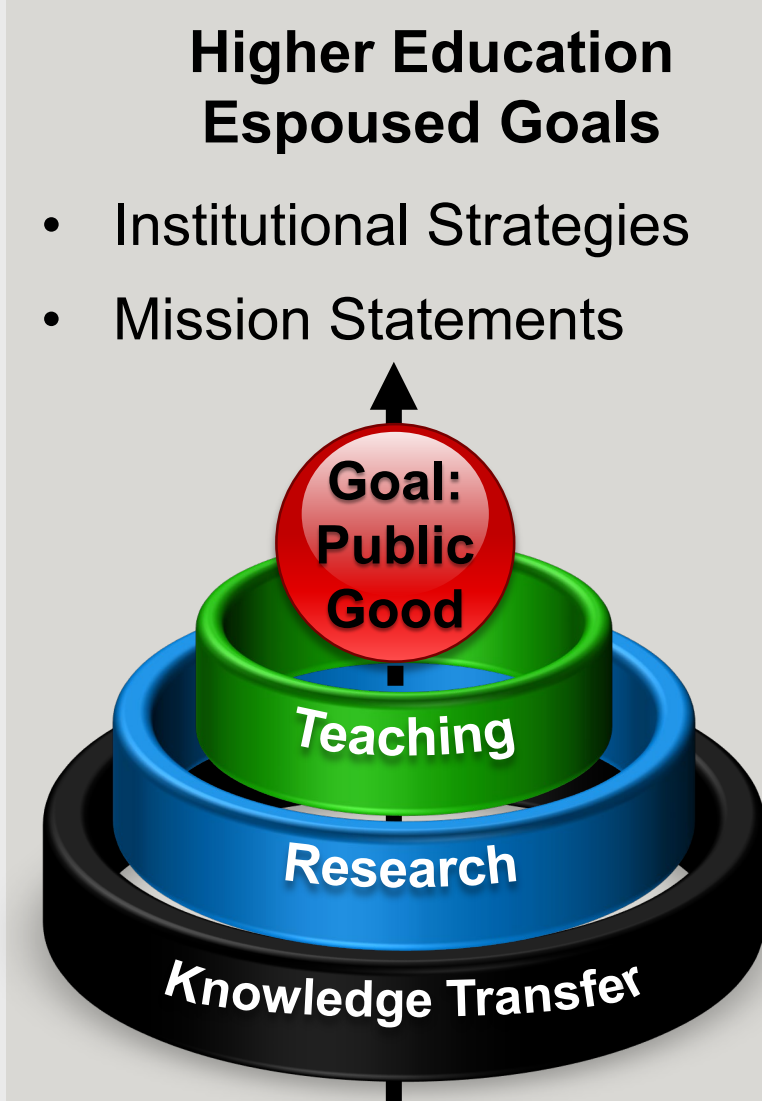 Higher Education
Espoused Goals
• Institutional Strategies
• Mission Statements
Goal:
Public
Good
Teaching
Research
Knowledge Transfer